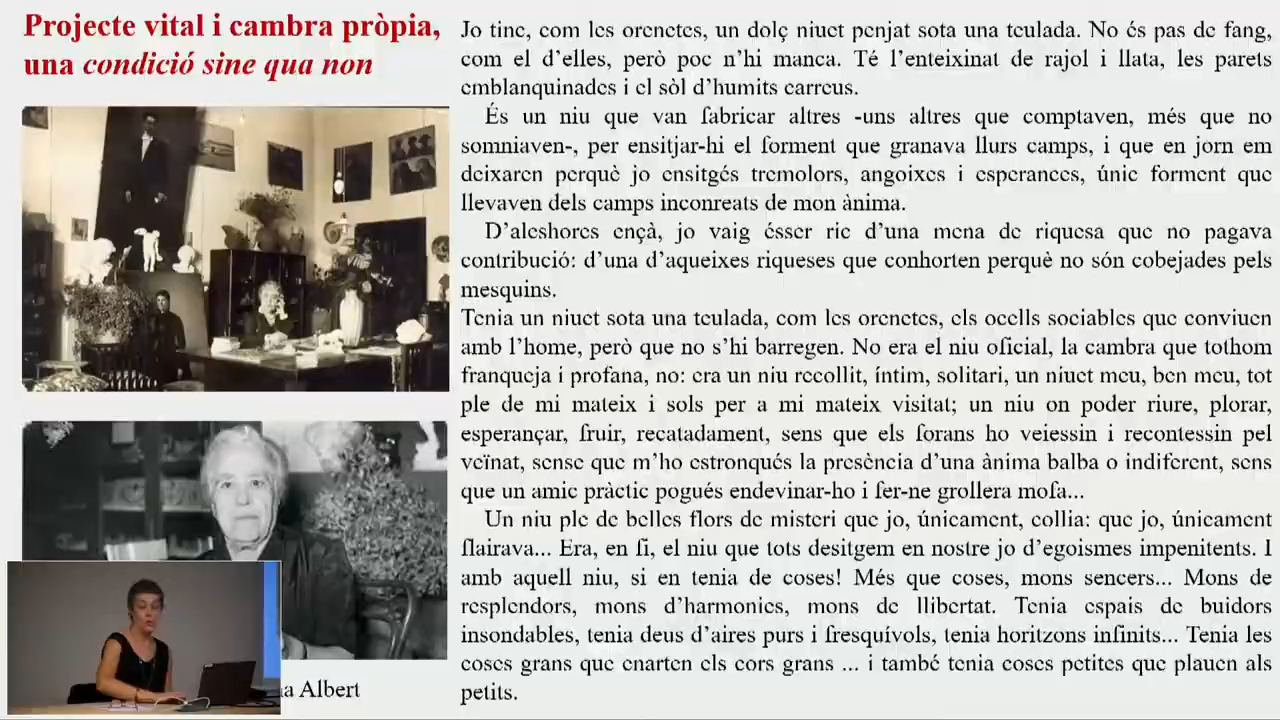 Projecte vital i cambra pròpia,
una condició sine qua non
Jo tinc, com les orenetes, un dolç niuet penjat sota una teulada. No és pas de fang,
com el d'elles, però poc n'hi manca. Té l'enteixinat de rajol i llata, les parets
emblanquinades i el sòl d'humits carreus.
És un niu que van fabricar altres -uns altres que comptaven, més que no
somniaven-, per ensitjar-hi el forment que granava llurs camps, i que en jorn em
deixaren perquè jo ensitgés tremolors, angoixes i esperances, únic forment que
llevaven dels camps inconreats de mon ànima.
D'aleshores ençà, jo vaig ésser ric d'una mena de riquesa que no pagava
contribució: d'una d'aqueixes riqueses que conhorten perquè no són cobejades pels
mesquins.
Tenia un niuet sota una teulada, com les orenetes, els ocells sociables que conviuen
amb l'home, però que no s'hi barregen. No era el niu oficial, la cambra que tothom
franqueja i profana, no: era un niu recollit, íntim, solitari, un niuet meu, ben meu, tot
ple de mi mateix i sols per a mi mateix visitat; un niu on poder riure, plorar,
esperançar, fruir, recatadament, sens que els forans ho veiessin i recontessin pel
veïnat, sense que m'ho estronqués la presència d'una ànima balba o indiferent, sens
que un amic pràctic pogués endevinar-ho i fer-ne grollera mofa...
Un niu ple de belles flors de misteri que jo, únicament, collia: que jo, únicament
flairava... Era, en fi, el niu que tots desitgem en nostre jo d'egoismes impenitents. I
amb aquell niu, si en tenia de coses! Més que coses, mons sencers... Mons de
resplendors, mons d'harmonies, mons de llibertat. Tenia espais de buidors
insondables, tenia deus d'aires purs i fresquívols, tenia horitzons infinits... Tenia les
coses grans que enarten els cors grans ... i també tenia coses petites que plauen als
petits.
Albert